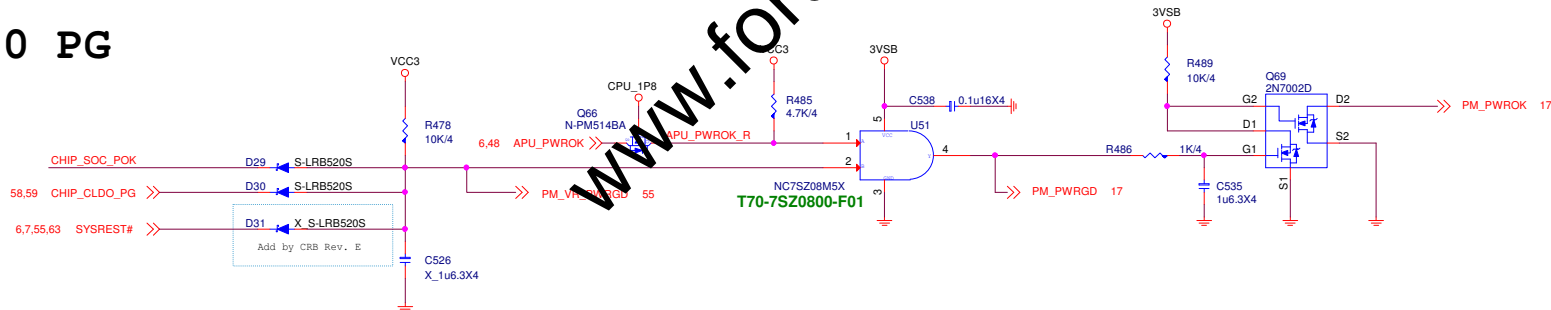 0 PG
VCC3
R478
10K/4
CHIP_SOC_POK
D29
S-LRB520S
58,59 CHIP_CLDO_PG
D30
S-LRB520S
6,7,55,63 SYSREST#
D31
X_S-LRB520S
Add by CRB Rev. E
C526
X_1u6.3X4
PM_VR_PWRGD 55
CPU_1P8
Q66
N-PM514BA
6,48 APU_PWROK
APU_PWROK_R
VCC3
R485
4.7K/4
3VSB
C538
0.1u16X4
U51
5
VCC
1
A
2
B
4
Y
GND
3
NC7SZ08M5X
T70-7SZ0800-F01
PM_PWRGD 17
R486
1K/4
C535
1u6.3X4
3VSB
R489
10K/4
Q69
2N7002D
G2
D2
D1
S2
G1
S1
PM_PWROK 17
www.for